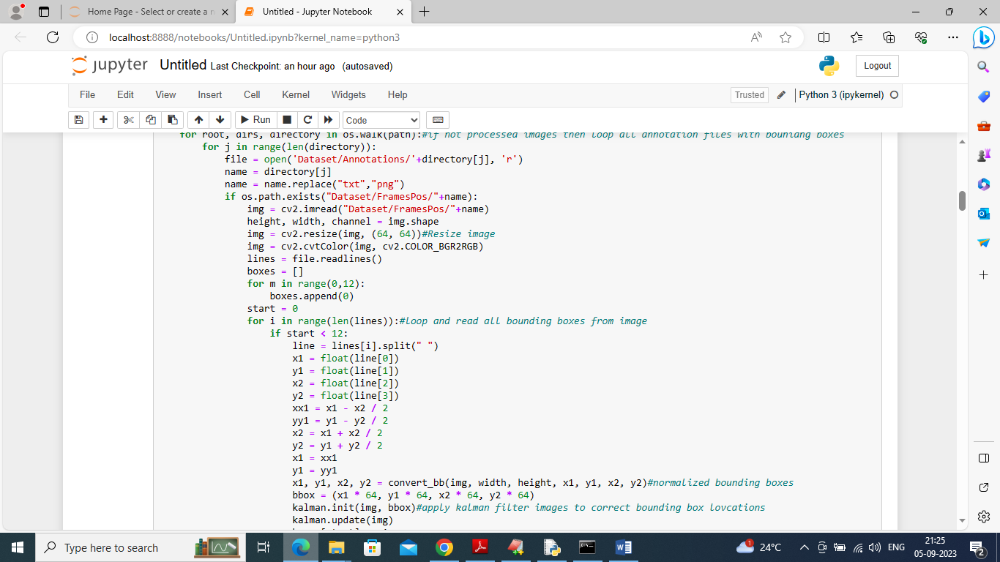 Home Page - Select or create a n
Untitled - Jupyter Notebook
localhost:8888/notebooks/Untitled.ipynb?kernel_name=python3
jupyter Untitled Last Checkpoint: an hour ago (autosaved)
Logout
File Edit View Insert Cell Kernel Widgets Help
Trusted Python 3 (ipykernel)
Run Code
for root, dirs, directory in os.walk(path):#if not processed images then loop all annotation files with bounidng boxes
for j in range(len(directory)):
file = open('Dataset/Annotations/'+directory[j], 'r')
name = directory[j]
name = name.replace("txt","png")
if os.path.exists("Dataset/FramesPos/"+name):
img = cv2.imread("Dataset/FramesPos/"+name)
height, width, channel = img.shape
img = cv2.resize(img, (64, 64))#Resize image
img = cv2.cvtColor(img, cv2.COLOR_BGR2RGB)
lines = file.readlines()
boxes = []
for m in range(0,12):
boxes.append(0)
start = 0
for i in range(len(lines)):#loop and read all bounding boxes from image
if start < 12:
line = lines[i].split(" ")
x1 = float(line[0])
y1 = float(line[1])
x2 = float(line[2])
y2 = float(line[3])
xx1 = x1 - x2 / 2
yy1 = y1 - y2 / 2
x2 = x1 + x2 / 2
y2 = y1 + y2 / 2
x1 = xx1
y1 = yy1
x1, y1, x2, y2 = convert_bb(img, width, height, x1, y1, x2, y2)#normalized bounding boxes
bbox = (x1 * 64, y1 * 64, x2 * 64, y2 * 64)
kalman.init(img, bbox)#apply kalman filter images to correct bounding box lovcations
kalman.update(img)
Type here to search
1
24°C
ENG
21:25
05-09-2023
2